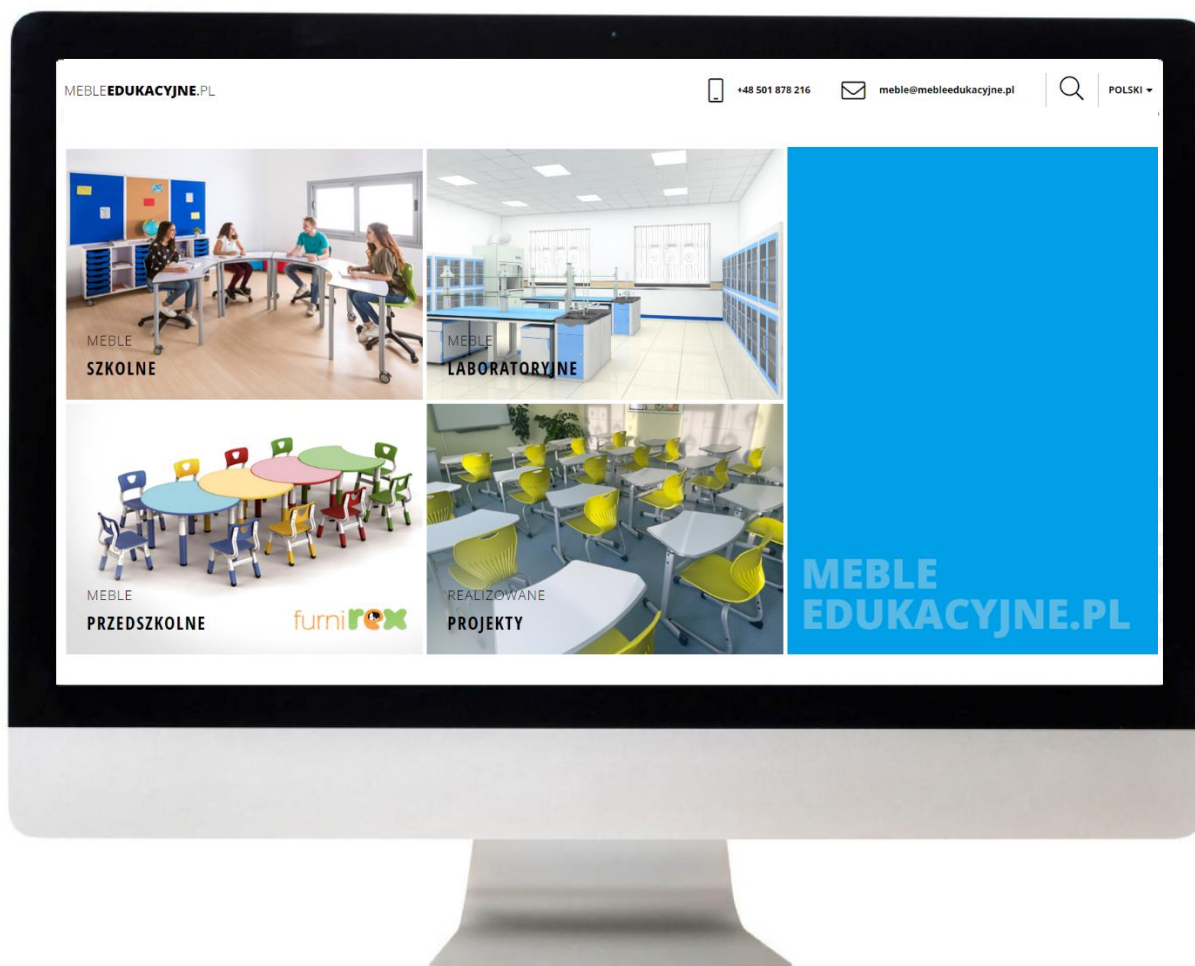 MEBLEEDUKACYJNE.PL
+48 501 878 216
meble@mebleedukacyjne.pl
POLSKI
MEBLE
SZKOLNE
MEBLE
LABORATORYJNE
MEBLE
PRZEDSZKOLNE
furnirex
REALIZOWANE
PROJEKTY
MEBLE
EDUKACYJNE.PL